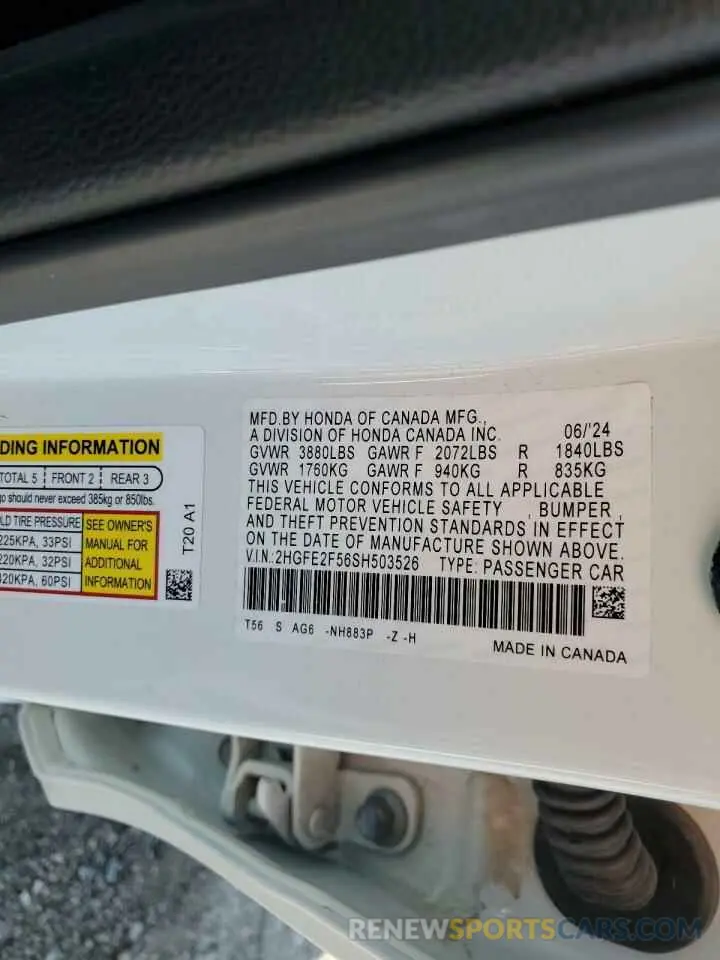 DING INFORMATION
TOTAL 5 FRONT 2 REAR 3
go should never exceed 385kg or 850lbs.
LD TIRE PRESSURE
225KPA, 33PSI
220KPA, 32PSI
420KPA, 60PSI
SEE OWNER'S
MANUAL FOR
ADDITIONAL
INFORMATION
T20 A1
MFD.BY HONDA OF CANADA MFG.,
A DIVISION OF HONDA CANADA INC. 06/'24
GVWR 3880LBS GAWR F 2072LBS R 1840LBS
GVWR 1760KG GAWR F 940KG R 835KG
THIS VEHICLE CONFORMS TO ALL APPLICABLE
FEDERAL MOTOR VEHICLE SAFETY , BUMPER ,
AND THEFT PREVENTION STANDARDS IN EFFECT
ON THE DATE OF MANUFACTURE SHOWN ABOVE.
V.I.N.:2HGFE2F56SH503526 TYPE: PASSENGER CAR
T56 S AG6 -NH883P -Z -H
MADE IN CANADA
RENEWSPORTSCAR.COM